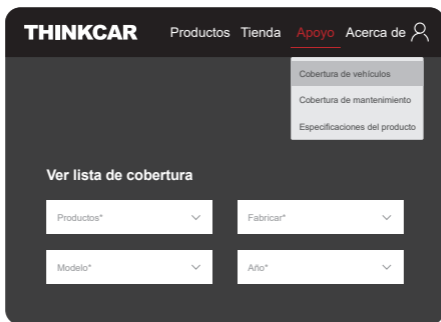 THINKCAR Productos Tienda Apoyo Acerca de
Cobertura de vehículos
Cobertura de mantenimiento
Especificaciones del producto
Ver lista de cobertura
Productos* Fabricar*
Modelo* Año*